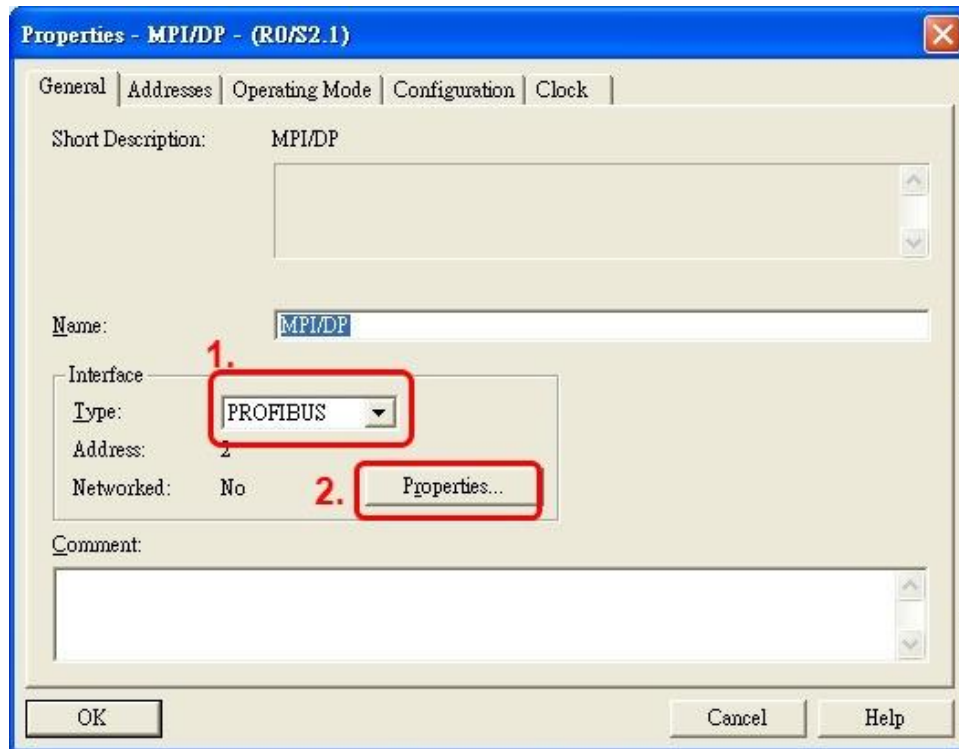 Properties - MPI/DP - (R0/S2.1)
General Addresses Operating Mode Configuration Clock
Short Description: MPI/DP
Name: MPI/DP
1.
Interface
Type: PROFIBUS
Address: 2
Networked: No 2. Properties...
Comment:
OK Cancel Help